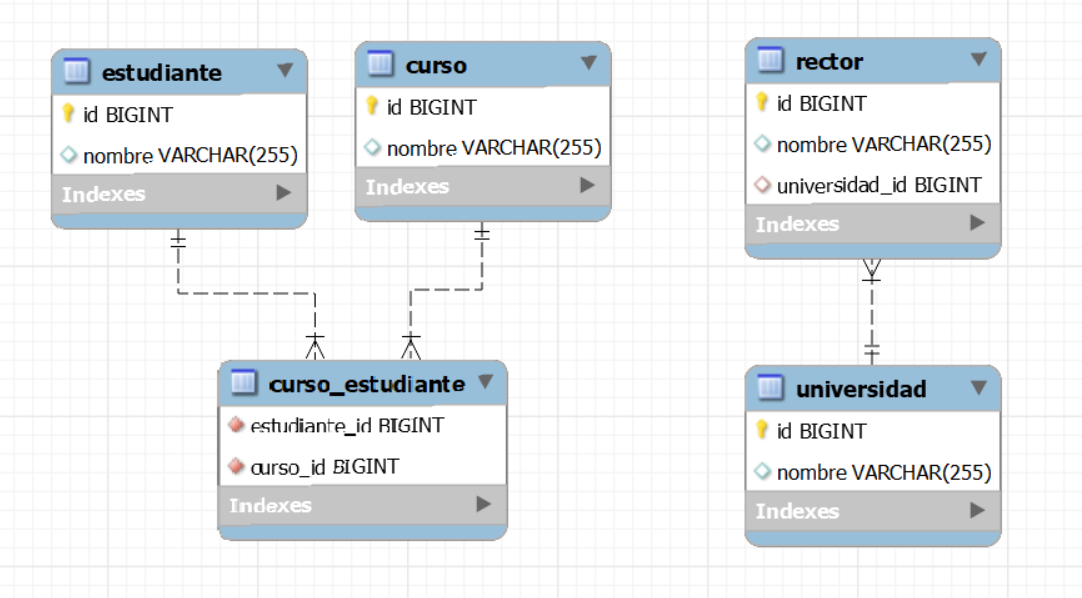 estudiante
id BIGINT
nombre VARCHAR(255)
Indexes
curso
id BIGINT
nombre VARCHAR(255)
Indexes
rector
id BIGINT
nombre VARCHAR(255)
universidad_id BIGINT
Indexes
curso_estudiante
estudiante_id BIGINT
curso_id BIGINT
Indexes
universidad
id BIGINT
nombre VARCHAR(255)
Indexes